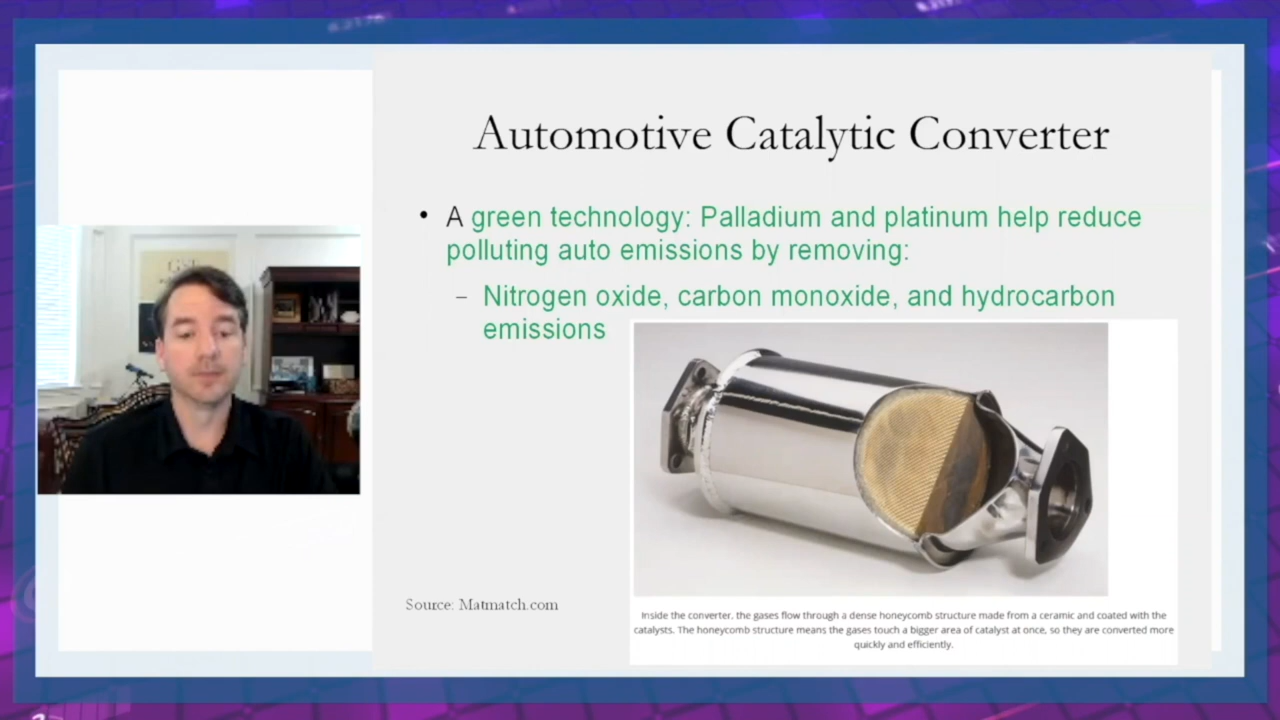 Automotive Catalytic Converter
• A green technology: Palladium and platinum help reduce
polluting auto emissions by removing:
– Nitrogen oxide, carbon monoxide, and hydrocarbon
emissions
Source: Matmatch.com
Inside the converter, the gases flow through a dense honeycomb structure made from a ceramic and coated with the
catalysts. The honeycomb structure means the gases touch a bigger area of catalyst at once, so they are converted more
quickly and efficiently.